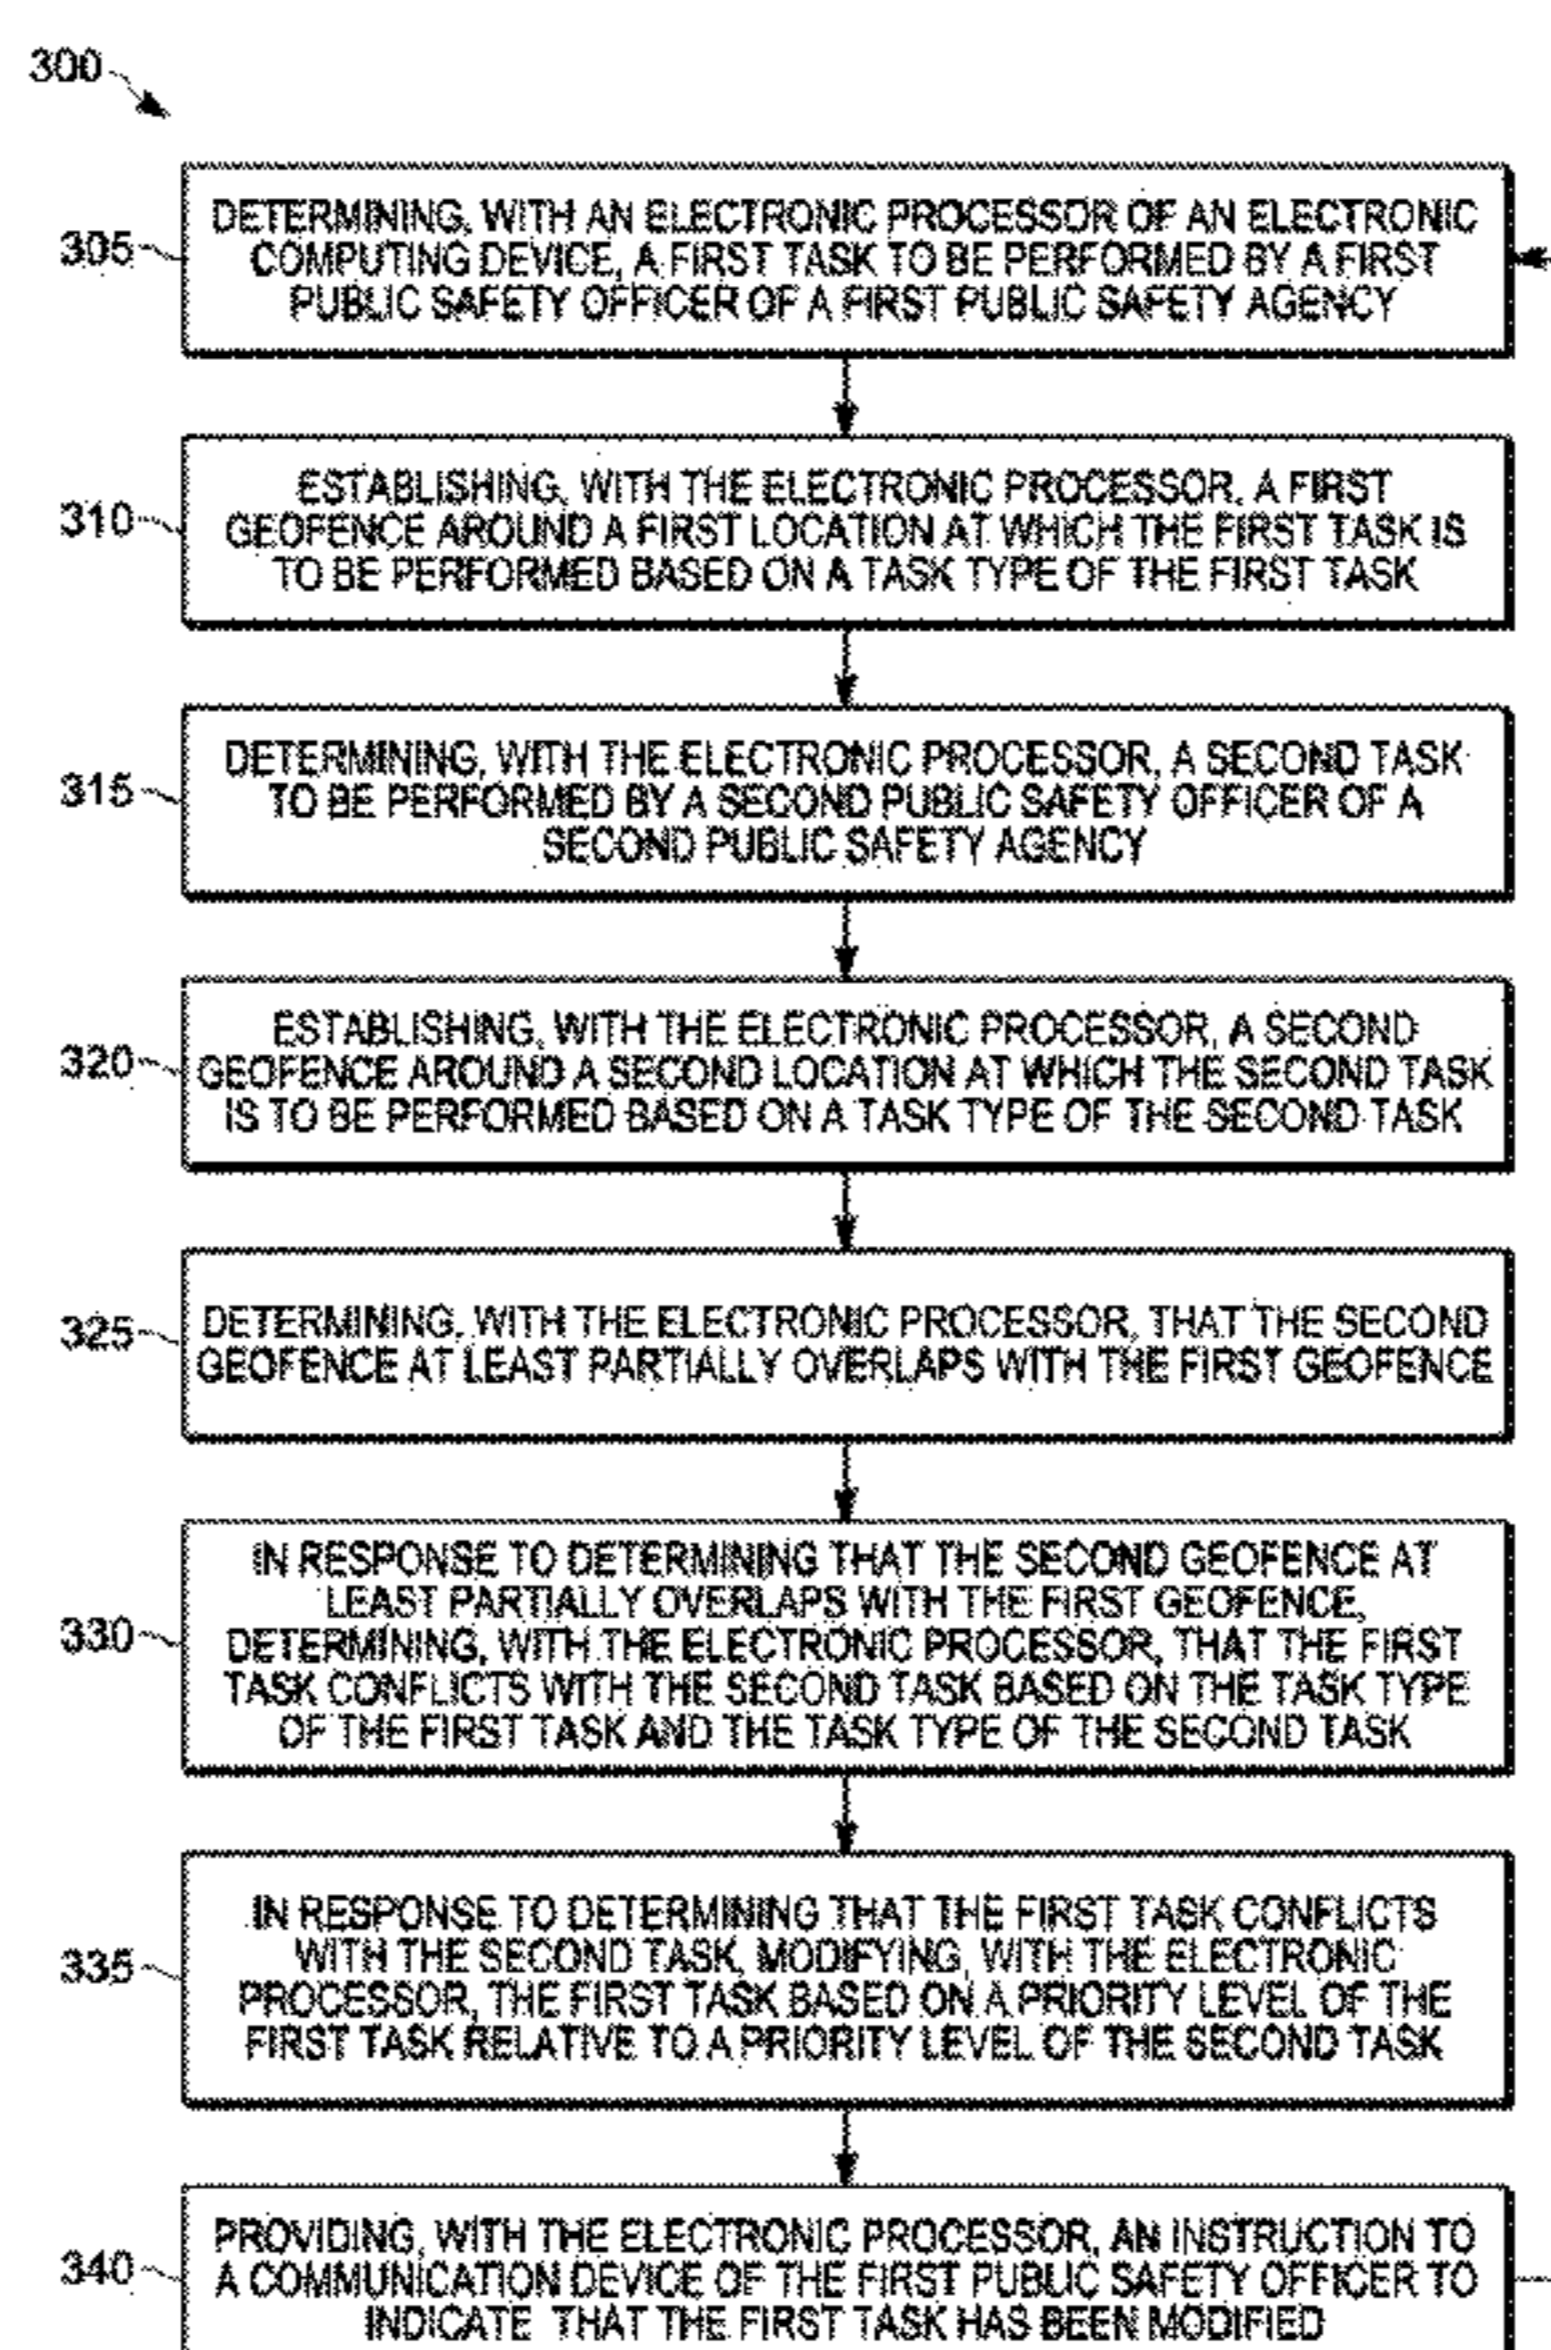 300
305
DETERMINING, WITH AN ELECTRONIC PROCESSOR OF AN ELECTRONIC
COMPUTING DEVICE, A FIRST TASK TO BE PERFORMED BY A FIRST
PUBLIC SAFETY OFFICER OF A FIRST PUBLIC SAFETY AGENCY
310
ESTABLISHING, WITH THE ELECTRONIC PROCESSOR, A FIRST
GEOFENCE AROUND A FIRST LOCATION AT WHICH THE FIRST TASK IS
TO BE PERFORMED BASED ON A TASK TYPE OF THE FIRST TASK
315
DETERMINING, WITH THE ELECTRONIC PROCESSOR, A SECOND TASK
TO BE PERFORMED BY A SECOND PUBLIC SAFETY OFFICER OF A
SECOND PUBLIC SAFETY AGENCY
320
ESTABLISHING, WITH THE ELECTRONIC PROCESSOR, A SECOND
GEOFENCE AROUND A SECOND LOCATION AT WHICH THE SECOND TASK
IS TO BE PERFORMED BASED ON A TASK TYPE OF THE SECOND TASK
325
DETERMINING, WITH THE ELECTRONIC PROCESSOR, THAT THE SECOND
GEOFENCE AT LEAST PARTIALLY OVERLAPS WITH THE FIRST GEOFENCE
330
IN RESPONSE TO DETERMINING THAT THE SECOND GEOFENCE AT
LEAST PARTIALLY OVERLAPS WITH THE FIRST GEOFENCE,
DETERMINING, WITH THE ELECTRONIC PROCESSOR, THAT THE FIRST
TASK CONFLICTS WITH THE SECOND TASK BASED ON THE TASK TYPE
OF THE FIRST TASK AND THE TASK TYPE OF THE SECOND TASK
335
IN RESPONSE TO DETERMINING THAT THE FIRST TASK CONFLICTS
WITH THE SECOND TASK, MODIFYING, WITH THE ELECTRONIC
PROCESSOR, THE FIRST TASK BASED ON A PRIORITY LEVEL OF THE
FIRST TASK RELATIVE TO A PRIORITY LEVEL OF THE SECOND TASK
340
PROVIDING, WITH THE ELECTRONIC PROCESSOR, AN INSTRUCTION TO
A COMMUNICATION DEVICE OF THE FIRST PUBLIC SAFETY OFFICER TO
INDICATE THAT THE FIRST TASK HAS BEEN MODIFIED